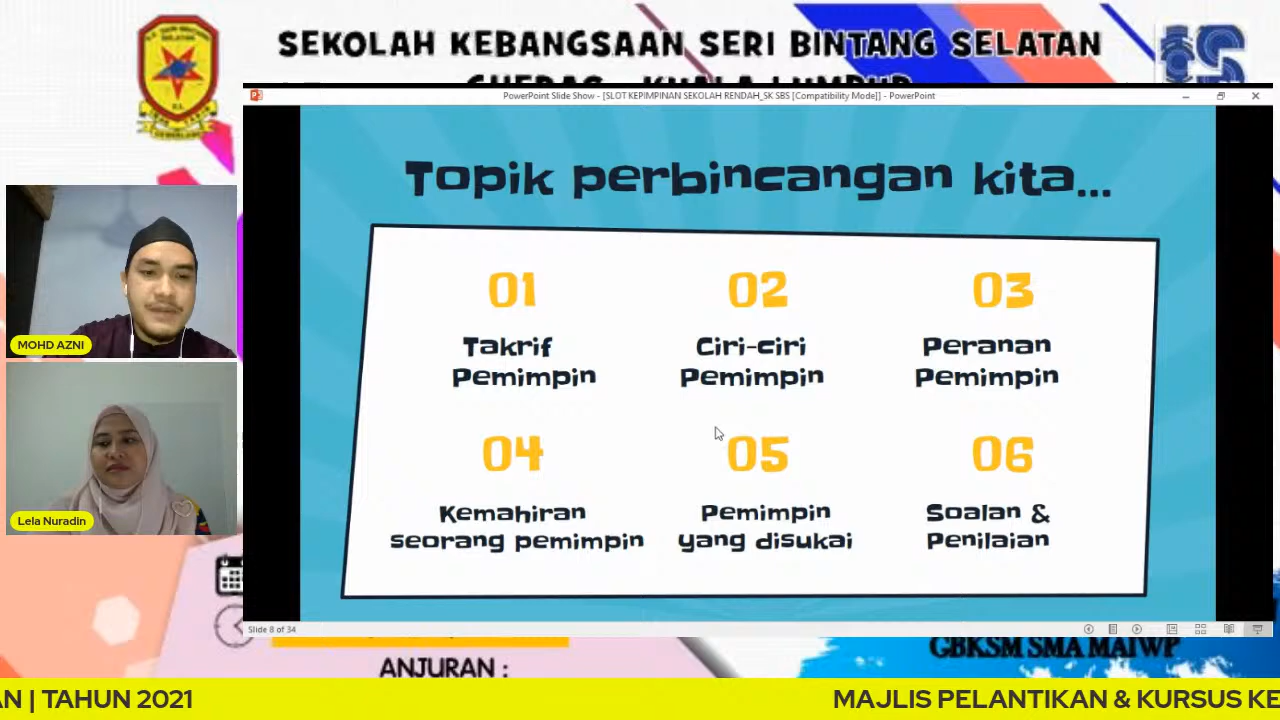 SEKOLAH KEBANGSAAN SERI BINTANG SELATAN
PowerPoint Slide Show - [SLOT KEPIMPINAN SEKOLAH RENDAH_SK SBS [Compatibility Mode]] - PowerPoint
Topik perbincangan kita...
01
Takrif
Pemimpin
02
Ciri-ciri
Pemimpin
03
Peranan
Pemimpin
04
Kemahiran
seorang pemimpin
05
Pemimpin
yang disukai
06
Soalan &
Penilaian
MOHD AZNI
Lela Nuradin
Slide 8 of 34
GBKSM SMA MAIWP
ANJURAN :
AN | TAHUN 2021
MAJLIS PELANTIKAN & KURSUS KE